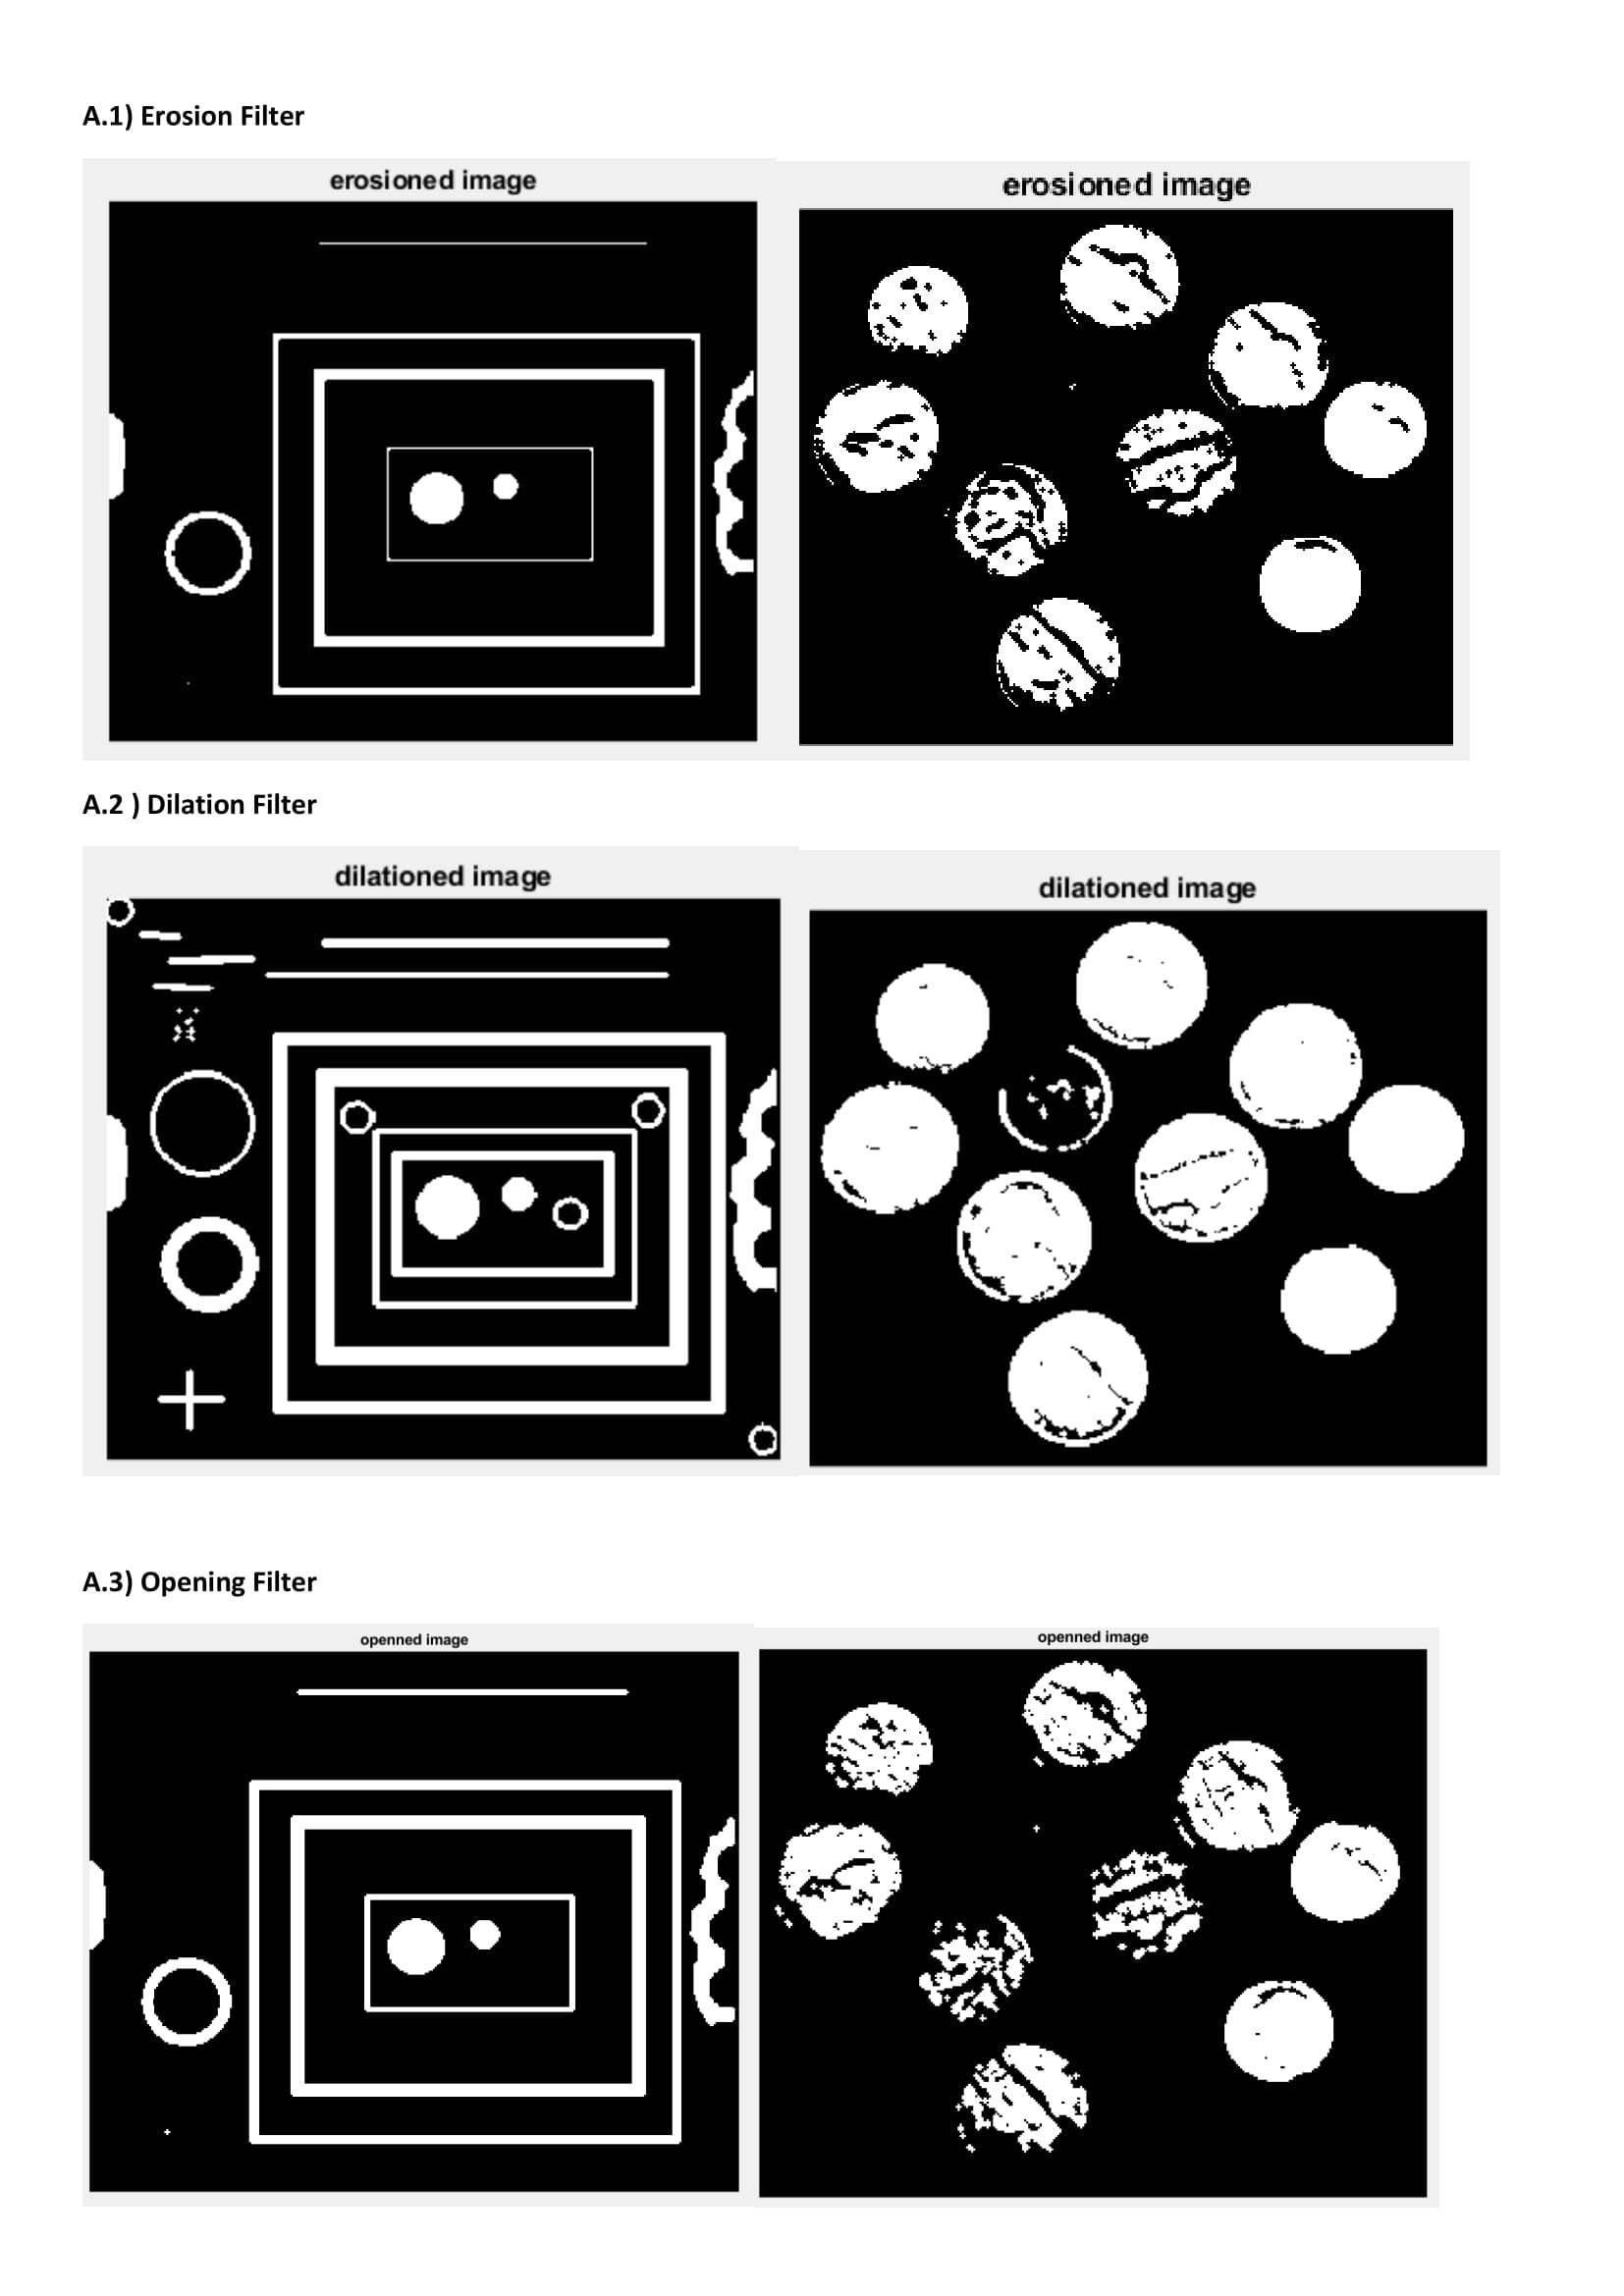 A.1) Erosion Filter
erosioned image
erosioned image
A.2 ) Dilation Filter
dilationed image
dilationed image
A.3) Opening Filter
openned image
openned image